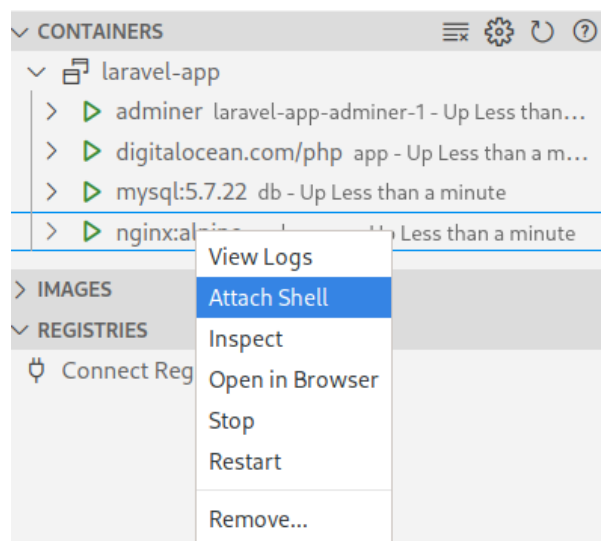 CONTAINERS
laravel-app
adminer laravel-app-adminer-1 - Up Less than...
digitalocean.com/php app - Up Less than a m...
mysql:5.7.22 db - Up Less than a minute
Up Less than a minute
View Logs
IMAGES
Attach Shell
REGISTRIES
Inspect
Connect Reg
Open in Browser
Stop
Restart
Remove...